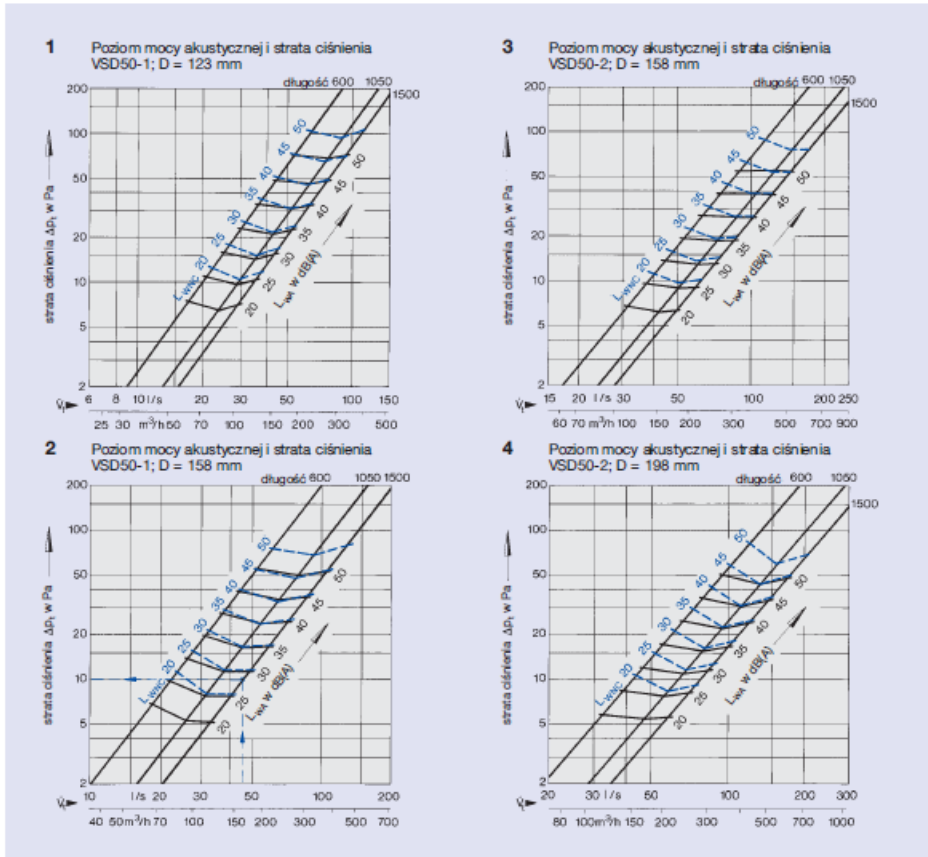 1 Poziom mocy akustycznej i strata ciśnienia
VSD50-1; D = 123 mm
długość 600 1050
1500
200
100
50
20
10
5
2
strata ciśnienia Δpt w Pa
LWNC 20 25 30 35 40 45 50
LWA w dB(A)
20 25 30 35 40 45 50
V̇t 6 8 10 l/s 20 30 50 100 150
25 30 m³/h 50 70 100 150 200 300 500
2 Poziom mocy akustycznej i strata ciśnienia
VSD50-1; D = 158 mm
długość 600 1050 1500
200
100
50
20
10
5
2
strata ciśnienia Δpt w Pa
LWNC 20 25 30 35 40 45 50
LWA w dB(A)
20 25 30 35 40 45 50
V̇t 10 l/s 20 30 50 100 200
40 50 m³/h 70 100 150 200 300 500 700
3 Poziom mocy akustycznej i strata ciśnienia
VSD50-2; D = 158 mm
długość 600 1050
1500
200
100
50
20
10
5
2
strata ciśnienia Δpt w Pa
LWNC 20 25 30 35 40 45 50
LWA w dB(A)
20 25 30 35 40 45 50
V̇t 15 20 30 l/s 50 100 200 250
60 70 m³/h 100 150 200 300 500 700 900
4 Poziom mocy akustycznej i strata ciśnienia
VSD50-2; D = 198 mm
długość 600 1050
1500
200
100
50
20
10
5
2
strata ciśnienia Δpt w Pa
LWNC 20 25 30 35 40 45 50
LWA w dB(A)
20 25 30 35 40 45 50
V̇t 20 30 l/s 50 100 200 300
80 100 m³/h 150 200 300 500 700 1000